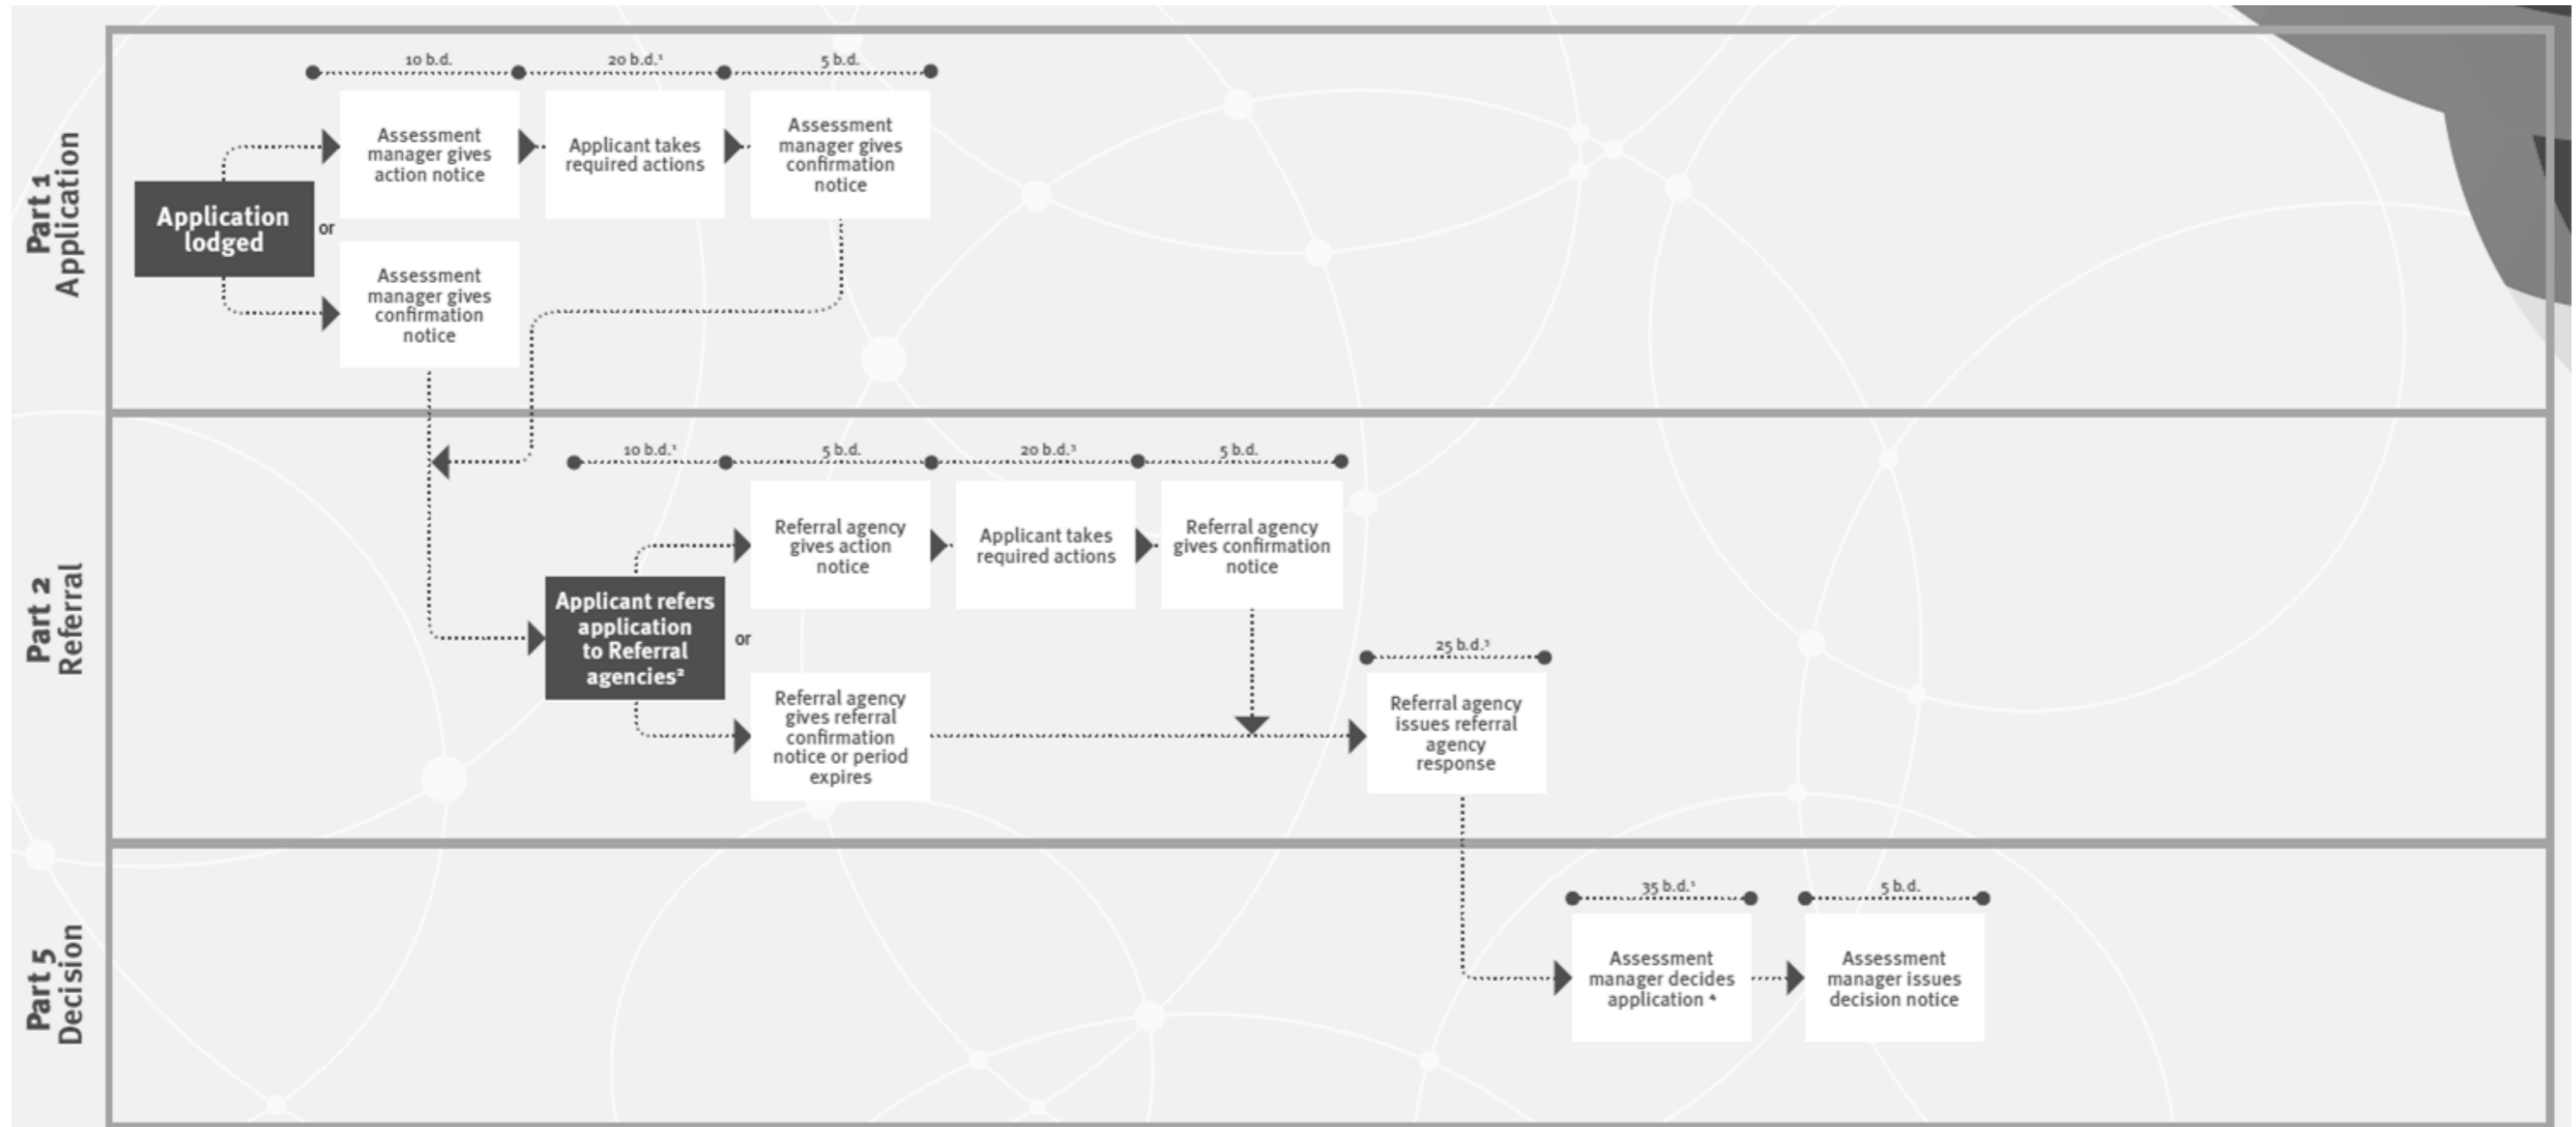 Part 1
Application
10 b.d.
20 b.d.¹
5 b.d.
Assessment
manager gives
action notice
Applicant takes
required actions
Assessment
manager gives
confirmation
notice
Application
lodged
or
Assessment
manager gives
confirmation
notice
Part 2
Referral
10 b.d.¹
5 b.d.
20 b.d.³
5 b.d.
Referral agency
gives action
notice
Applicant takes
required actions
Referral agency
gives confirmation
notice
Applicant refers
application
to Referral
agencies²
or
Referral agency
gives referral
confirmation
notice or period
expires
25 b.d.³
Referral agency
issues referral
agency
response
Part 5
Decision
35 b.d.¹
5 b.d.
Assessment
manager decides
application ⁴
Assessment
manager issues
decision notice